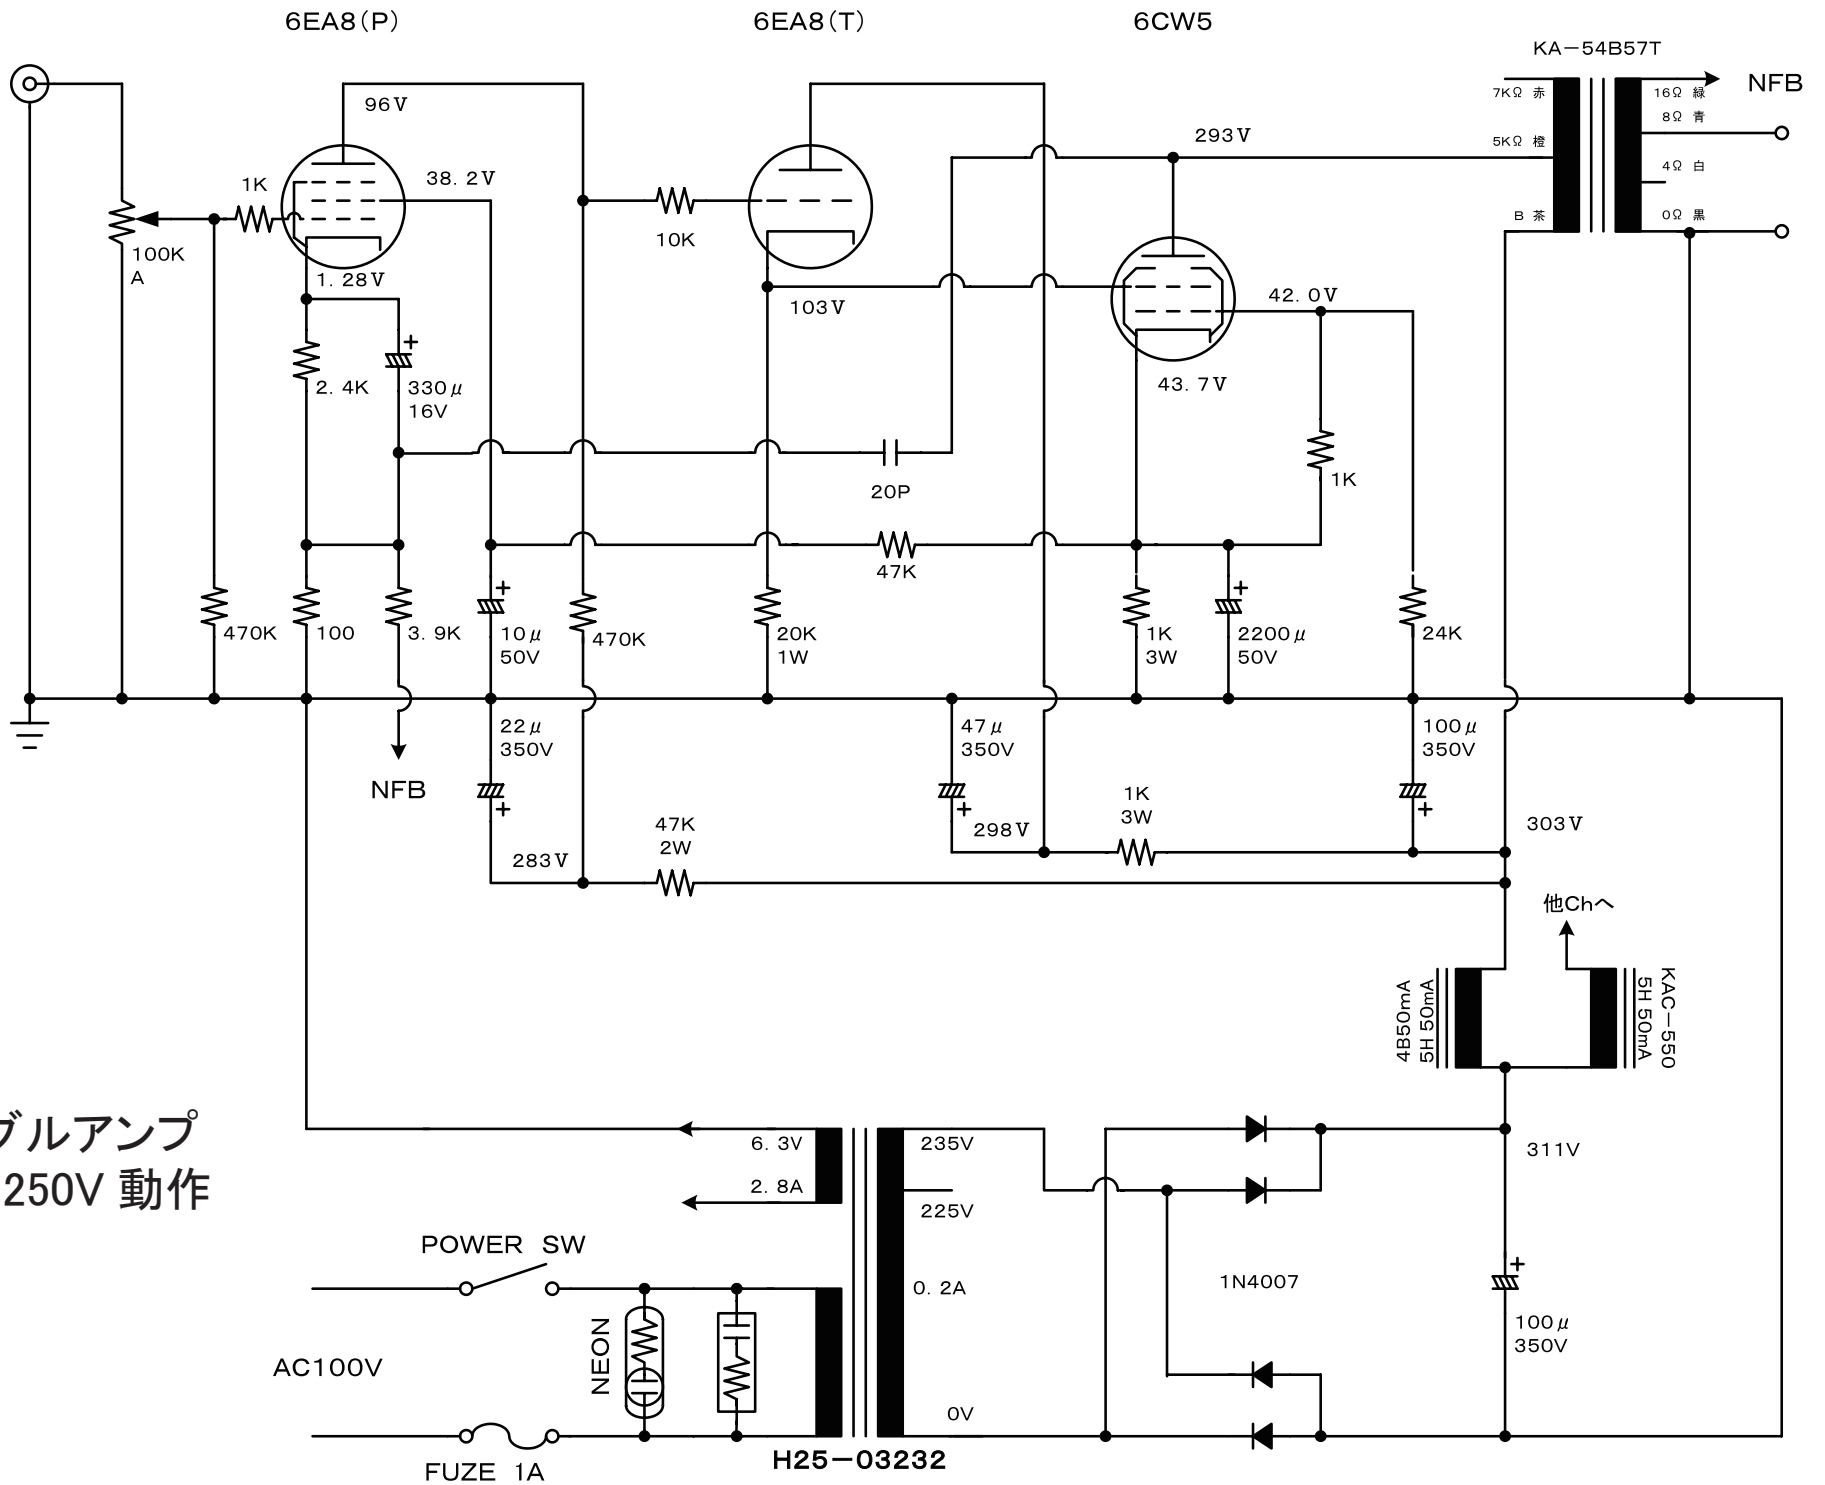 6EA8(P)
6EA8(T)
6CW5
KA-54B57T
NFB
96V
7KΩ 赤
16Ω 緑
8Ω 青
293V
5KΩ 橙
4Ω 白
38. 2V
1K
B 茶
0Ω 黒
10K
100K
A
1. 28V
103V
42. 0V
2. 4K
330μ
16V
43. 7V
1K
20P
47K
470K
100
3. 9K
10μ
50V
470K
20K
1W
1K
3W
2200μ
50V
24K
22μ
350V
47μ
350V
100μ
350V
NFB
1K
3W
47K
2W
298V
303V
283V
他Chへ
4B50mA
5H 50mA
KAC-550
5H 50mA
ブルアンプ
250V 動作
6. 3V
2. 8A
235V
225V
311V
POWER SW
0. 2A
1N4007
100μ
350V
NEON
AC100V
0V
FUZE 1A
H25-03232